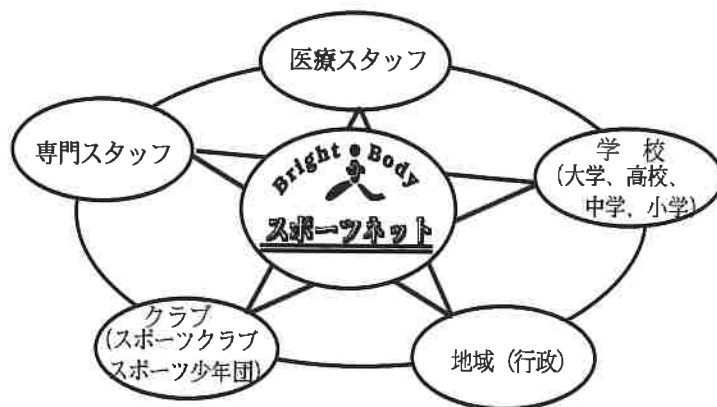 医療スタッフ
専門スタッフ
学　校
(大学、高校、
中学、小学)
Bright Body
スポーツネット
クラブ
(スポーツクラブ
スポーツ少年団)
地域（行政）